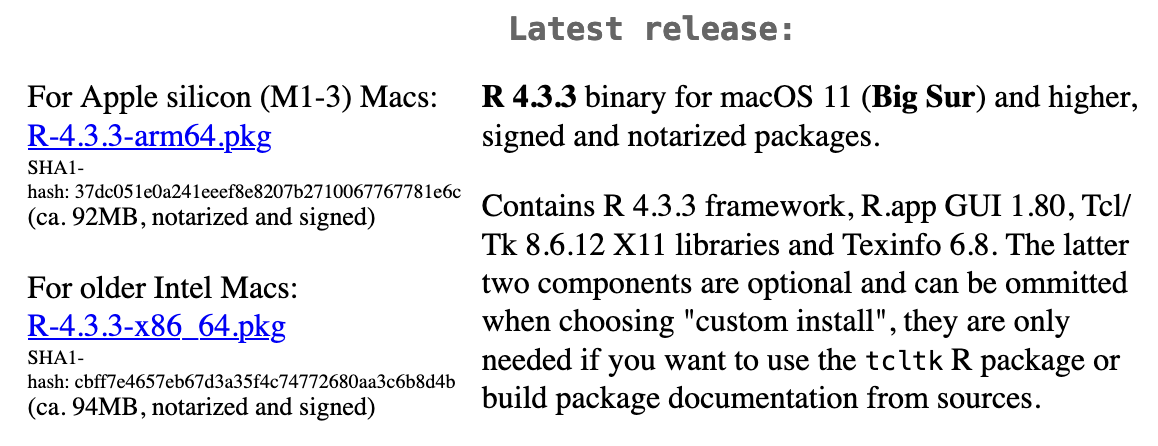 Latest release:
For Apple silicon (M1-3) Macs:
R-4.3.3-arm64.pkg
SHA1-
hash: 37dc051e0a241eeef8e8207b2710067767781e6c
(ca. 92MB, notarized and signed)
For older Intel Macs:
R-4.3.3-x86_64.pkg
SHA1-
hash: cbff7e4657eb67d3a35f4c74772680aa3c6b8d4b
(ca. 94MB, notarized and signed)
R 4.3.3 binary for macOS 11 (Big Sur) and higher,
signed and notarized packages.
Contains R 4.3.3 framework, R.app GUI 1.80, Tcl/
Tk 8.6.12 X11 libraries and Texinfo 6.8. The latter
two components are optional and can be ommitted
when choosing "custom install", they are only
needed if you want to use the tcltk R package or
build package documentation from sources.